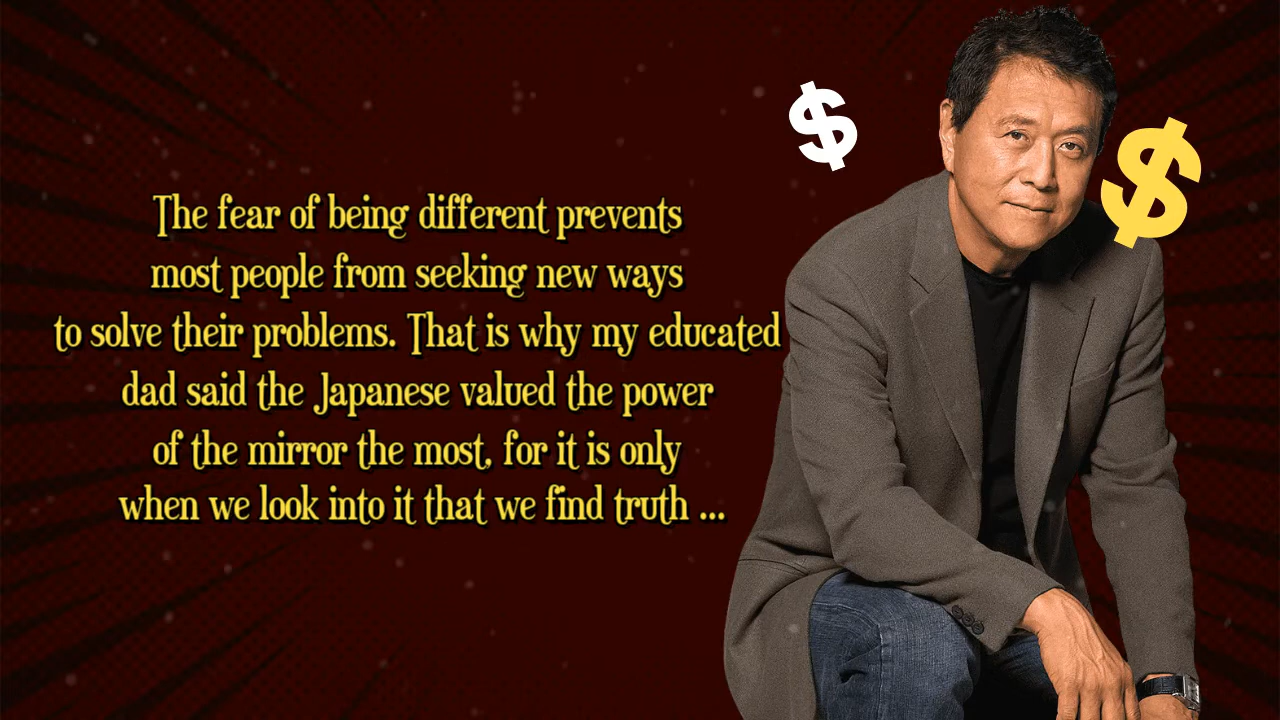 The fear of being different prevents
most people from seeking new ways
to solve their problems. That is why my educated
dad said the Japanese valued the power
of the mirror the most, for it is only
when we look into it that we find truth ...
$
$